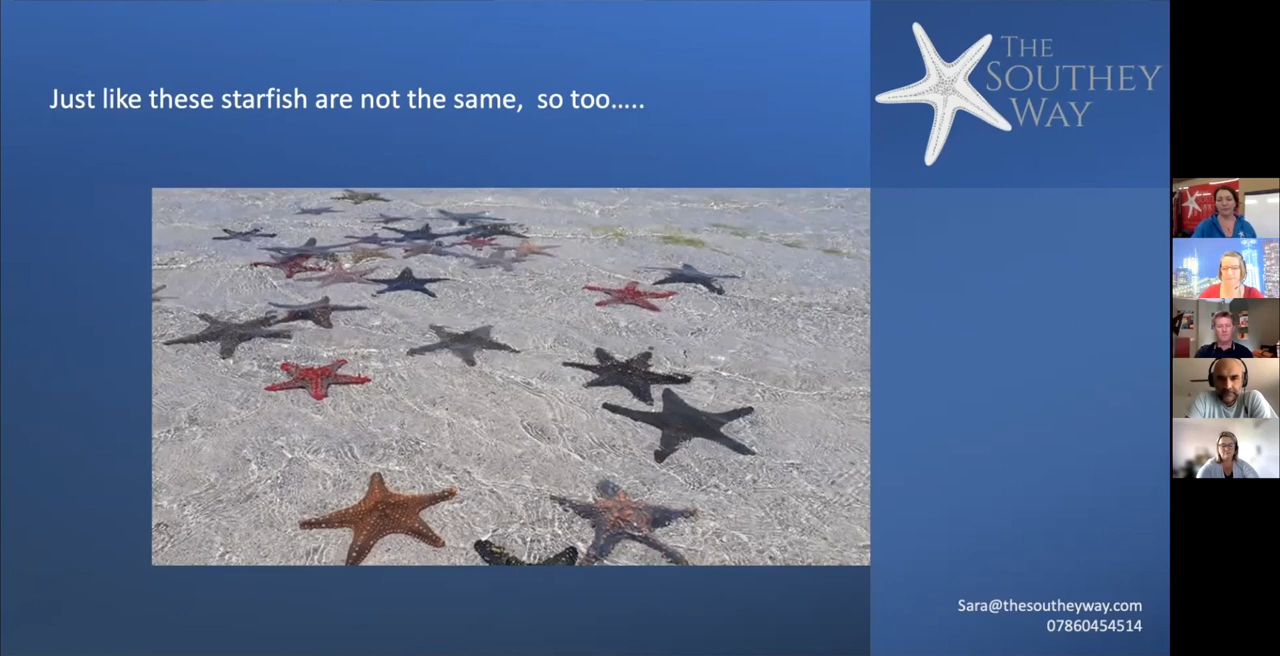 Just like these starfish are not the same,  so too…..
THE
SOUTHEY
WAY
Sara@thesoutheyway.com
07860454514